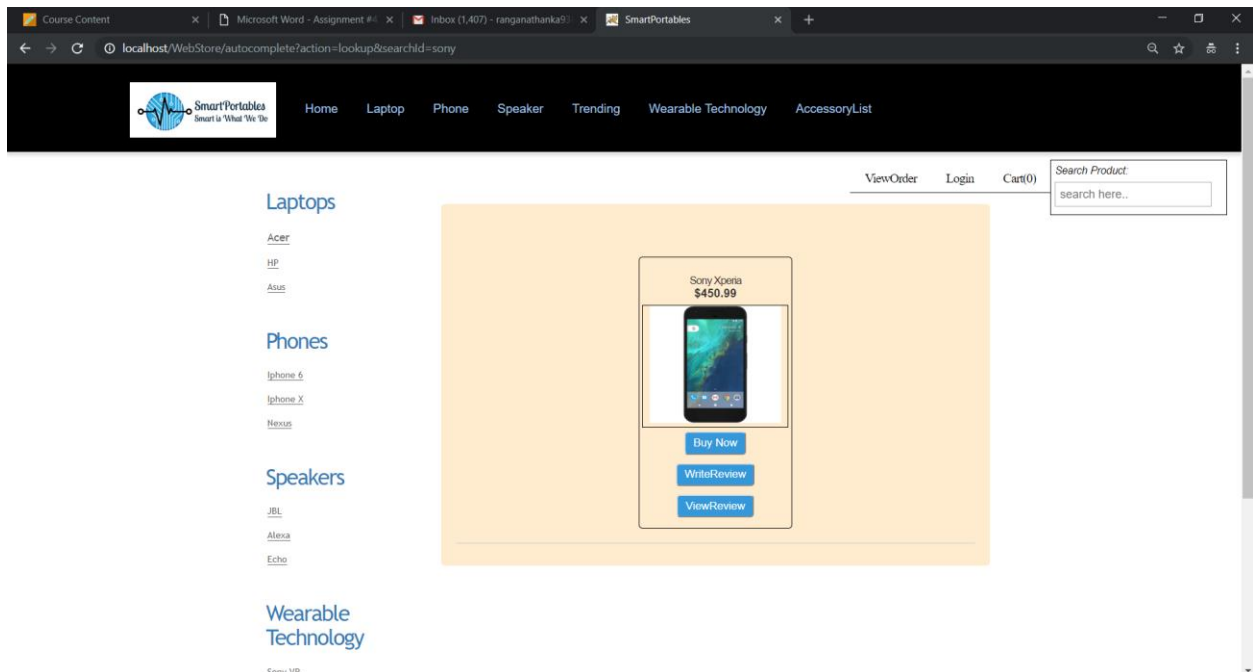 Course Content
Microsoft Word - Assignment #4
Inbox (1,407) - ranganathanka93
SmartPortables
localhost/WebStore/autocomplete?action=lookup&searchId=sony
SmartPortables
Smart is What We Do
Home Laptop Phone Speaker Trending Wearable Technology AccessoryList
ViewOrder Login Cart(0)
Search Product:
search here..
Laptops
Acer
HP
Asus
Phones
Iphone 6
Iphone X
Nexus
Speakers
JBL
Alexa
Echo
Wearable
Technology
Sony VR
Sony Xperia
$450.99
Buy Now
WriteReview
ViewReview